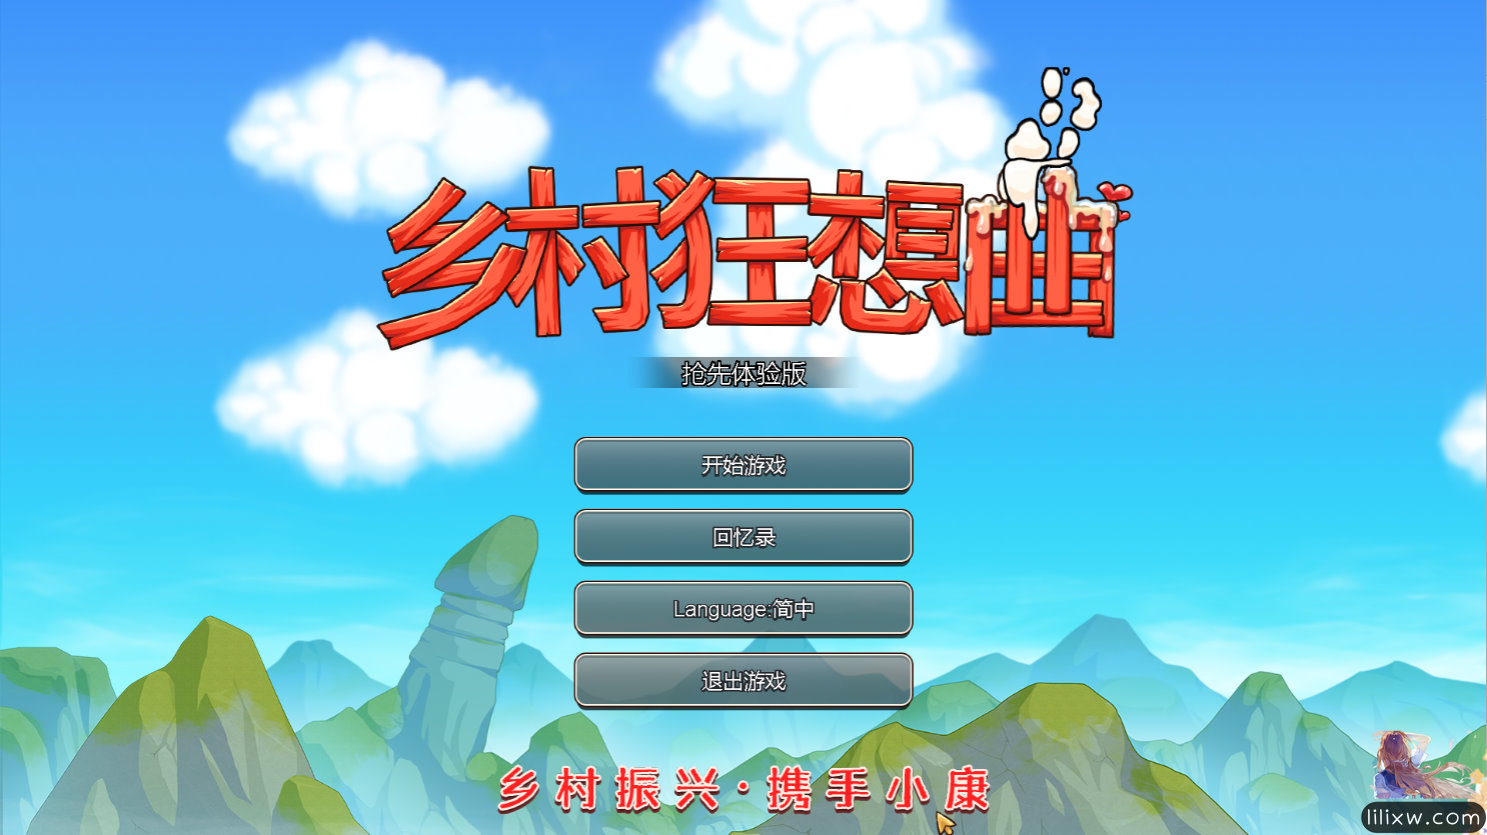 乡村狂想曲
抢先体验版
开始游戏
回忆录
Language:简中
退出游戏
乡村振兴·携手小康
lilixw.com